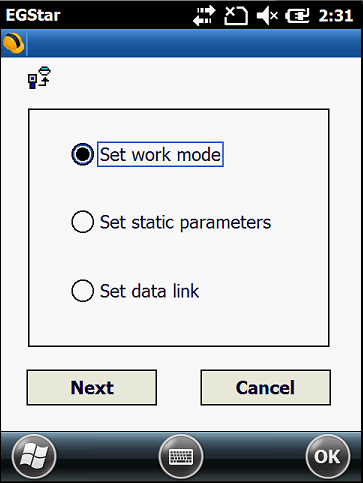 EGStar 2:31
Set work mode
Set static parameters
Set data link
Next Cancel
OK